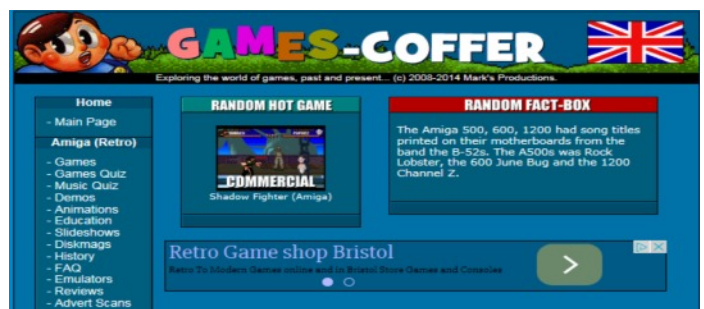 GAMES-COFFER
Exploring the world of games, past and present... (c) 2008-2014 Mark's Productions.
Home
- Main Page
Amiga (Retro)
- Games
- Games Quiz
- Music Quiz
- Demos
- Animations
- Education
- Slideshows
- Diskmags
- History
- FAQ
- Emulators
- Reviews
- Advert Scans
RANDOM HOT GAME
COMMERCIAL
Shadow Fighter (Amiga)
RANDOM FACT-BOX
The Amiga 500, 600, 1200 had song titles
printed on their motherboards from the
band the B-52s. The A500s was Rock
Lobster, the 600 June Bug and the 1200
Channel Z.
Retro Game shop Bristol
Retro To Modern Games online and in Bristol Store Games and Consoles